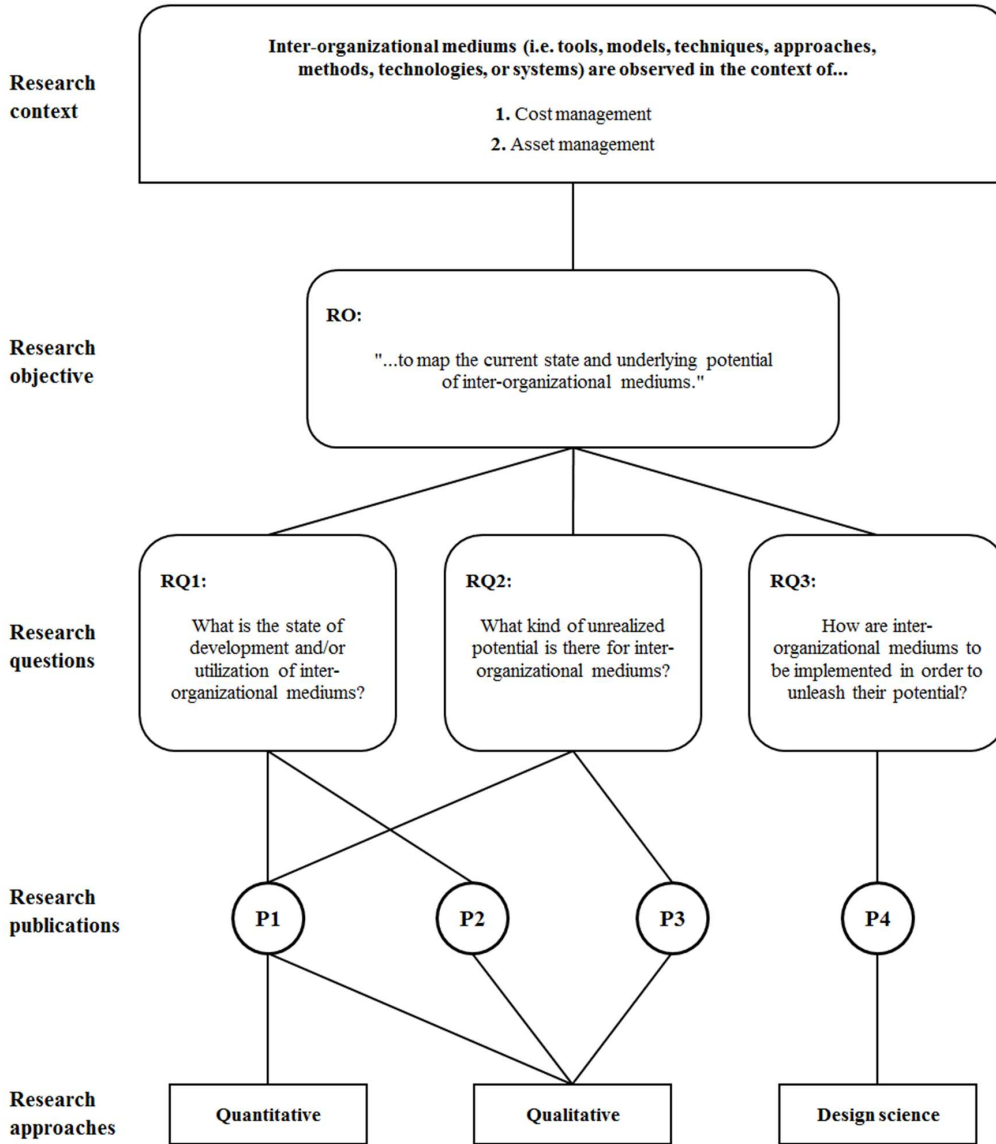 Research
context
Inter-organizational mediums (i.e. tools, models, techniques, approaches,
methods, technologies, or systems) are observed in the context of...
1. Cost management
2. Asset management
Research
objective
RO:
"...to map the current state and underlying potential
of inter-organizational mediums."
Research
questions
RQ1:
What is the state of
development and/or
utilization of inter-
organizational mediums?
RQ2:
What kind of unrealized
potential is there for inter-
organizational mediums?
RQ3:
How are inter-
organizational mediums to
be implemented in order to
unleash their potential?
Research
publications
P1
P2
P3
P4
Research
approaches
Quantitative
Qualitative
Design science